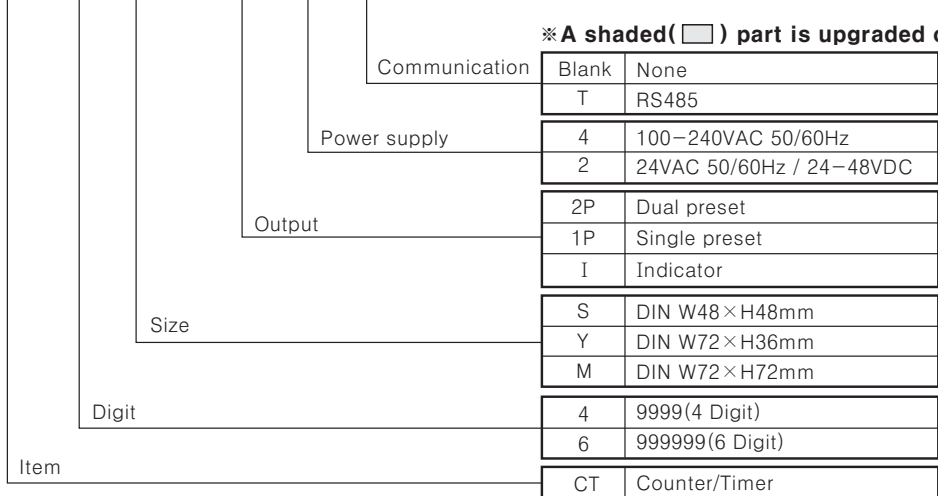 ※A shaded( ) part is upgraded
Communication Blank None
T RS485
Power supply 4 100-240VAC 50/60Hz
2 24VAC 50/60Hz / 24-48VDC
2P Dual preset
Output 1P Single preset
I Indicator
S DIN W48×H48mm
Size Y DIN W72×H36mm
M DIN W72×H72mm
Digit 4 9999(4 Digit)
6 999999(6 Digit)
Item CT Counter/Timer